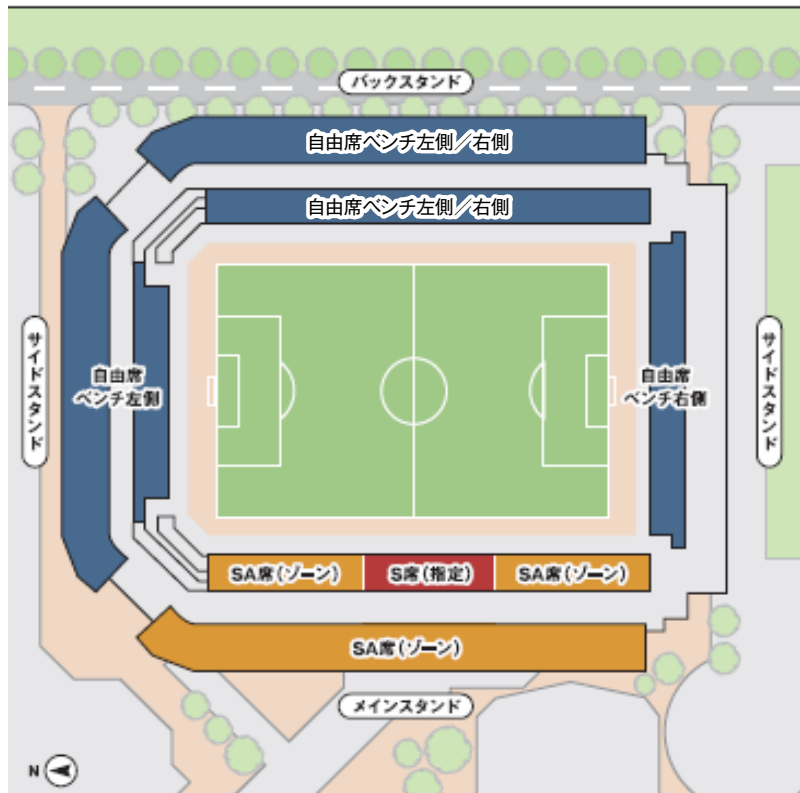 バックスタンド
自由席ベンチ左側／右側
自由席ベンチ左側／右側
サイドスタンド
自由席
ベンチ左側
自由席
ベンチ右側
サイドスタンド
SA席(ゾーン)
S席(指定)
SA席(ゾーン)
SA席(ゾーン)
メインスタンド
N